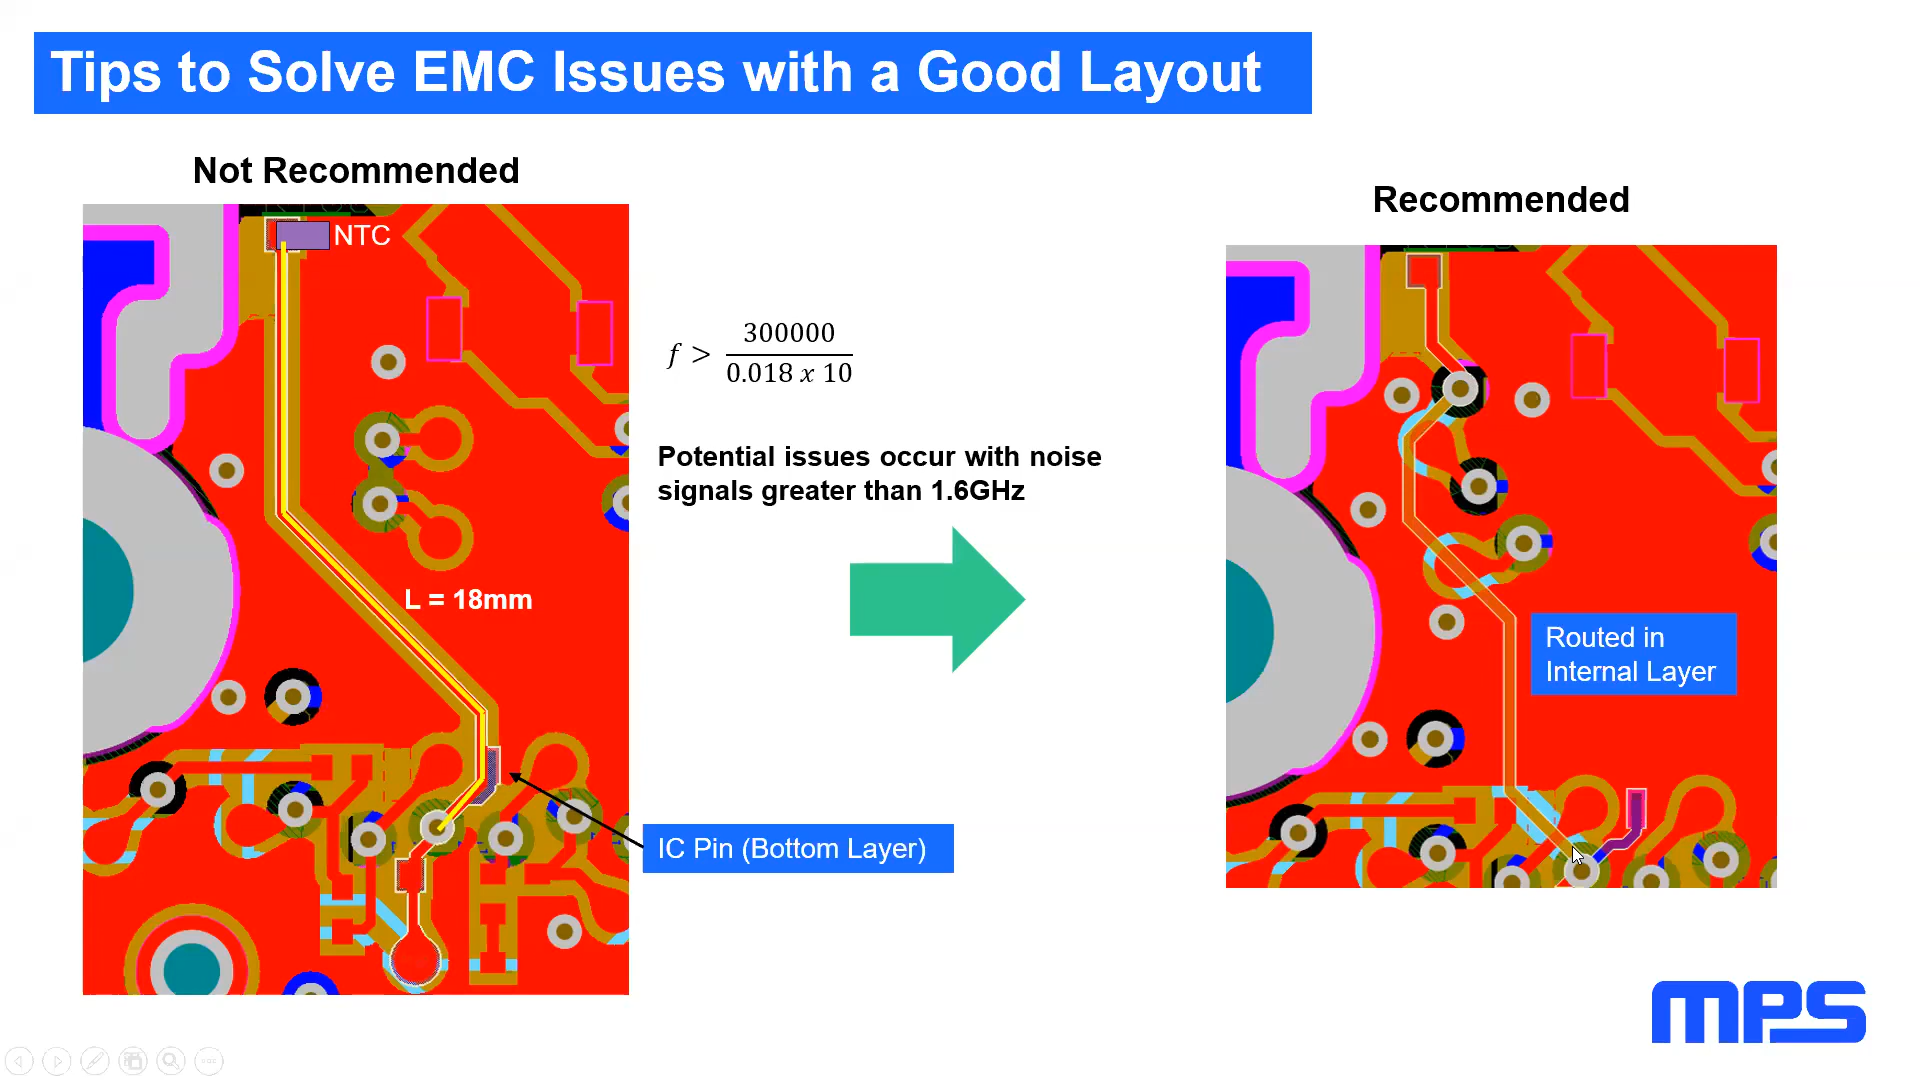 Tips to Solve EMC Issues with a Good Layout
Not Recommended
Recommended
NTC
f > 300000 / 0.018 x 10
Potential issues occur with noise
signals greater than 1.6GHz
L = 18mm
Routed in
Internal Layer
IC Pin (Bottom Layer)
mPS